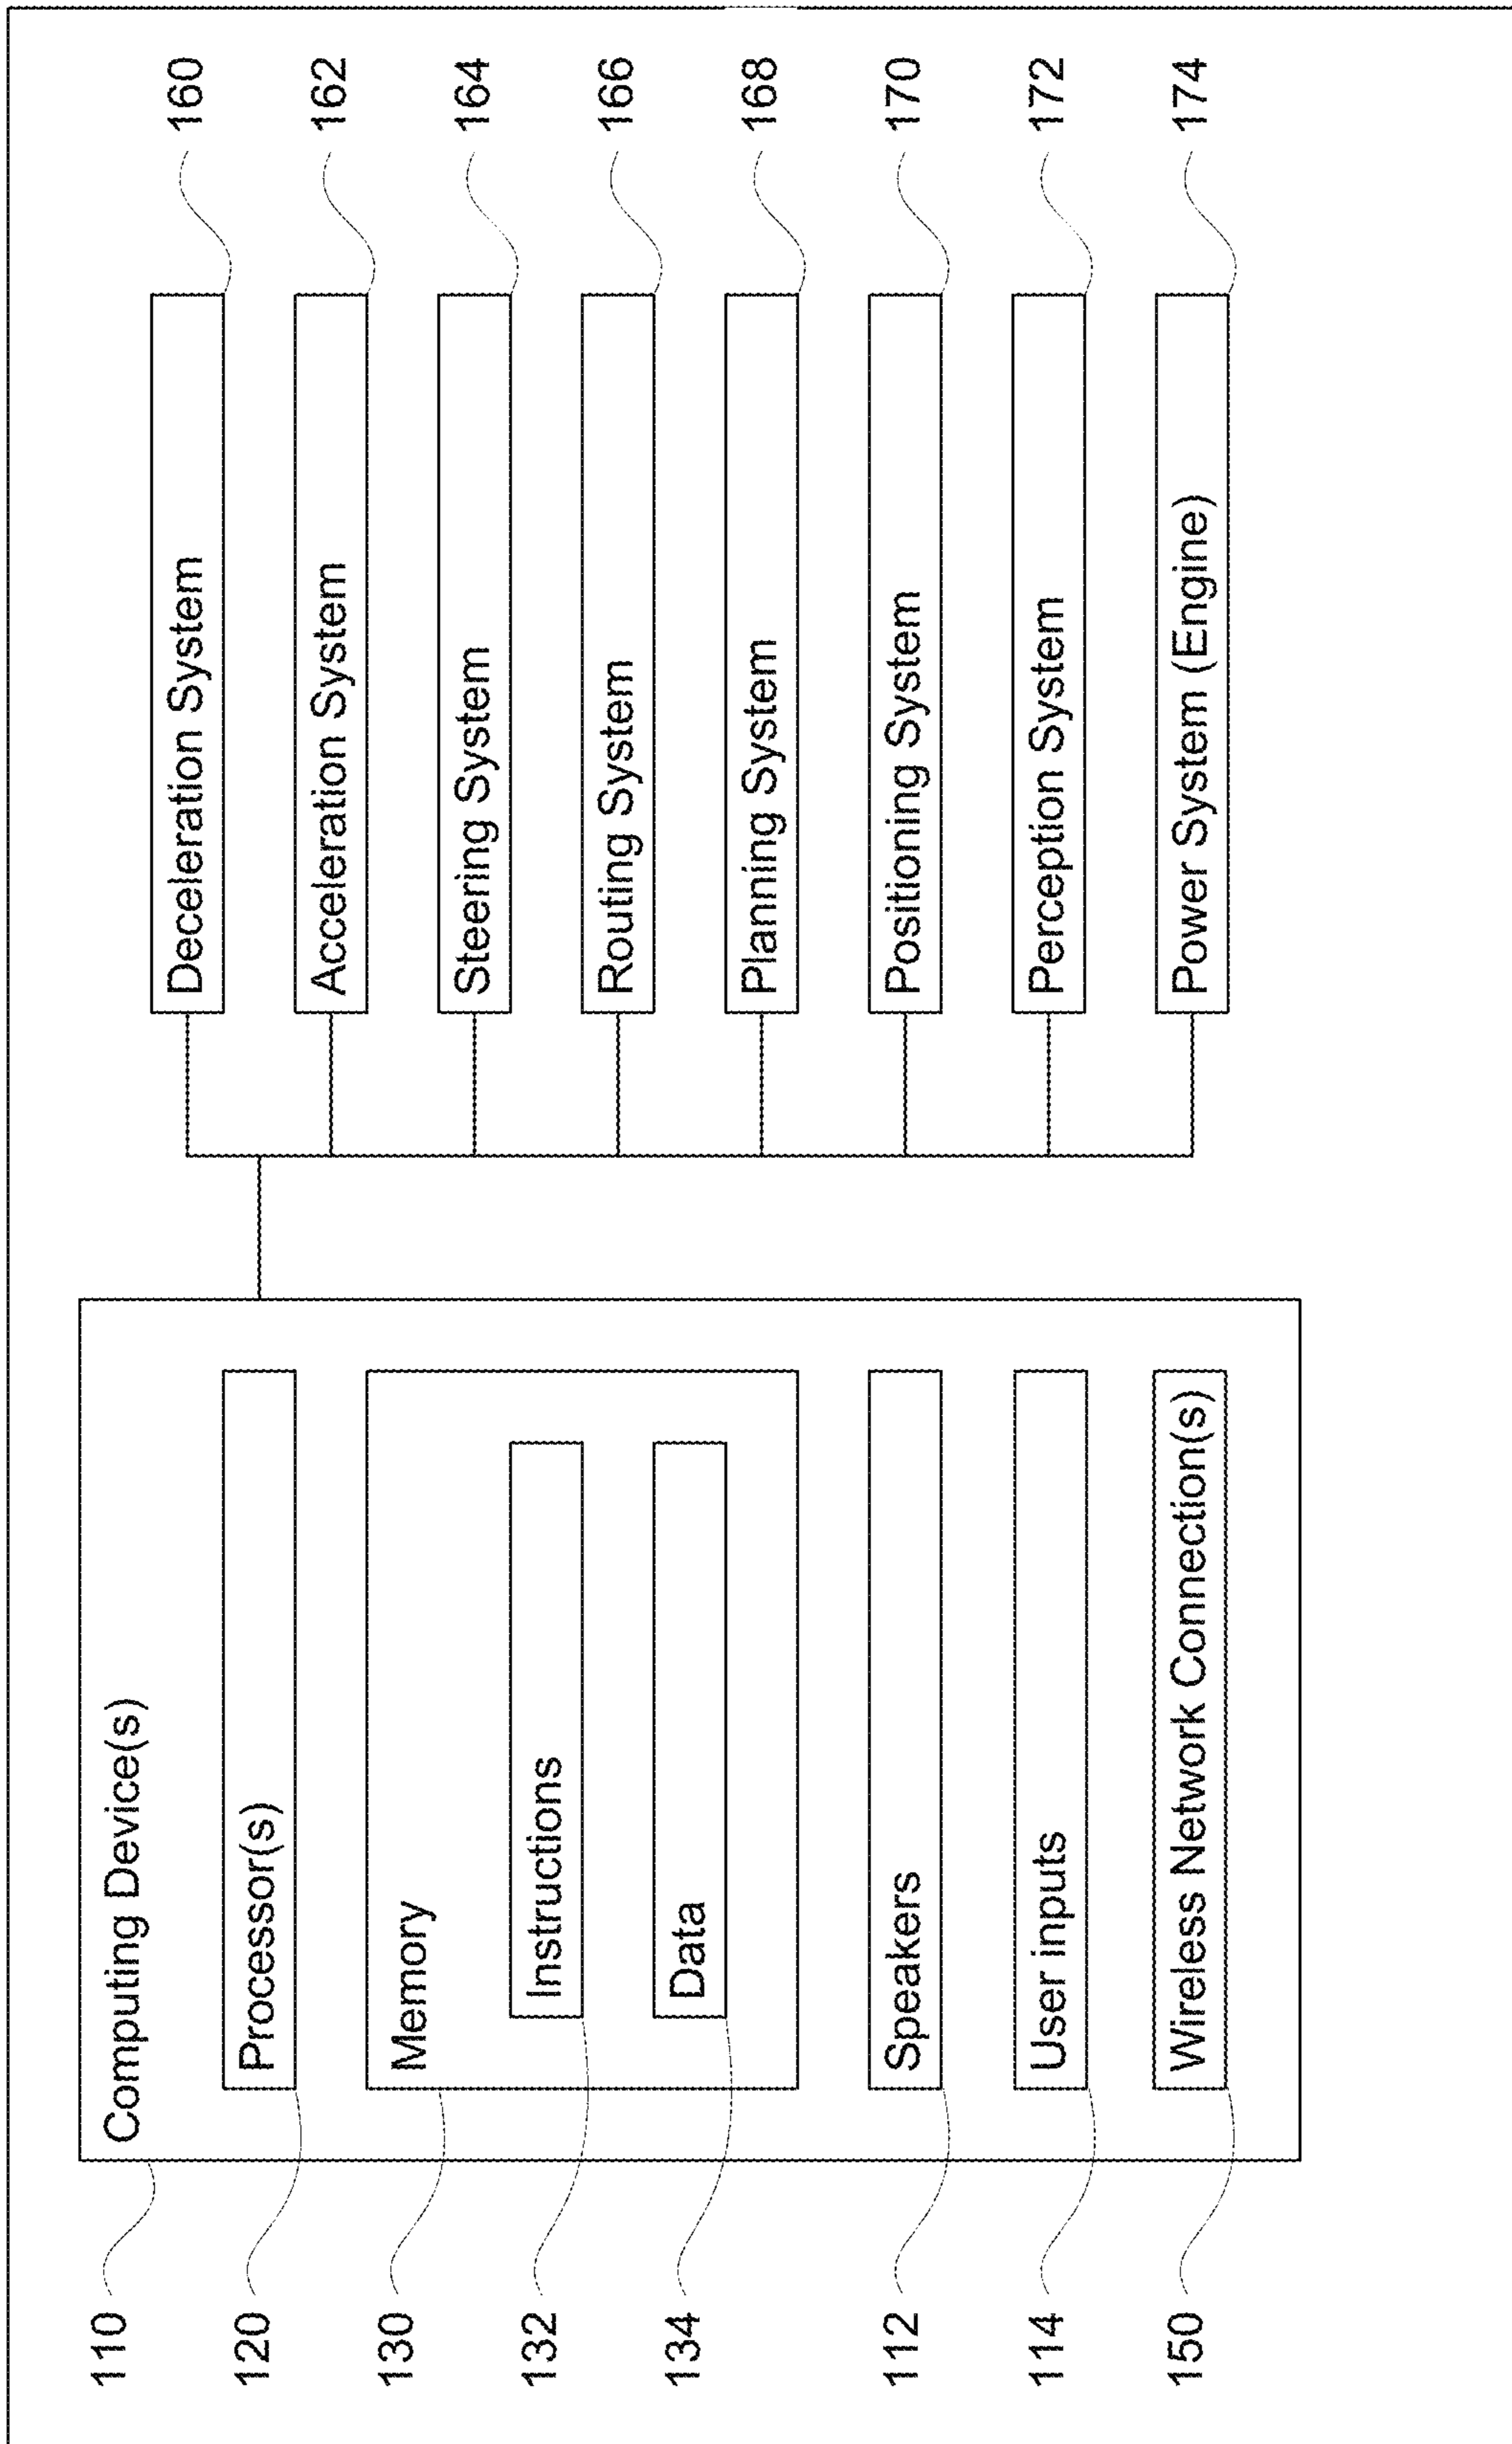 110
Computing Device(s)
120
Processor(s)
130
Memory
132
Instructions
134
Data
112
Speakers
114
User inputs
150
Wireless Network Connection(s)
Deceleration System
160
Acceleration System
162
Steering System
164
Routing System
166
Planning System
168
Positioning System
170
Perception System
172
Power System (Engine)
174